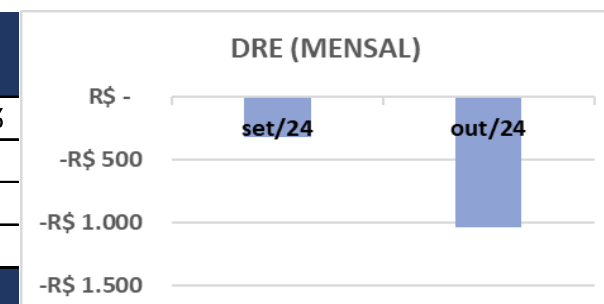 DRE (MENSAL)
R$ -
set/24
out/24
-R$ 500
-R$ 1.000
-R$ 1.500